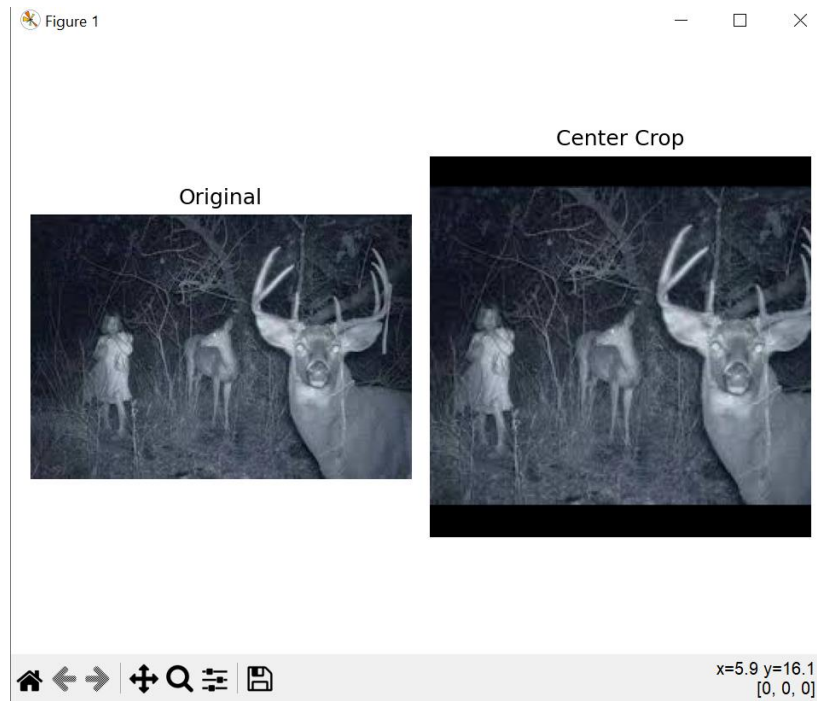 Figure 1
Center Crop
Original
x=5.9 y=16.1
[0, 0, 0]